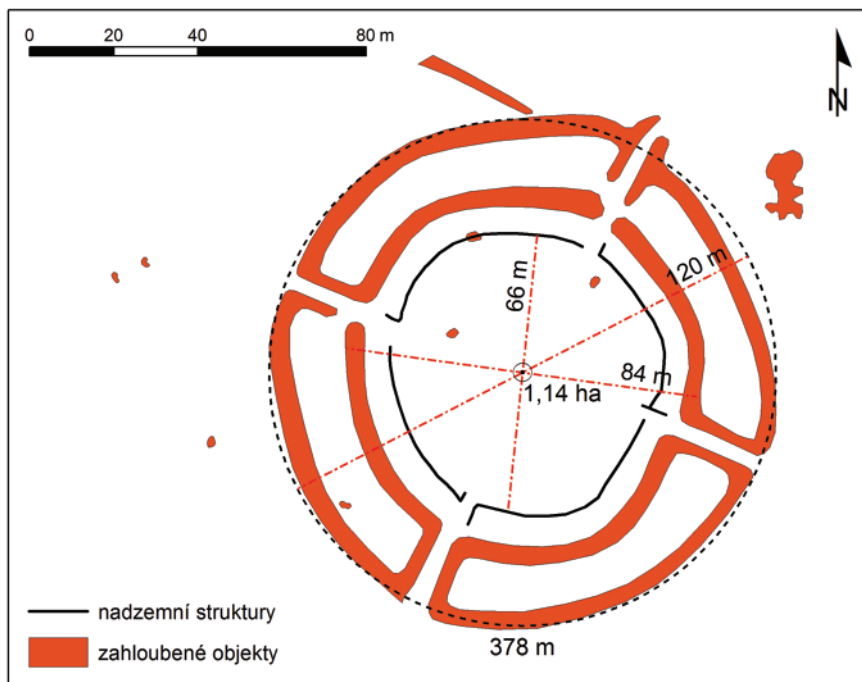 0 20 40 80 m
N
120 m
66 m
84 m
1,14 ha
nadzemní struktury
zahloubené objekty
378 m